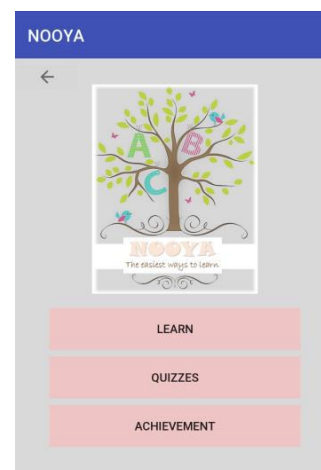 NOOYA
A B
C
NOOYA
The easiest ways to learn
LEARN
QUIZZES
ACHIEVEMENT